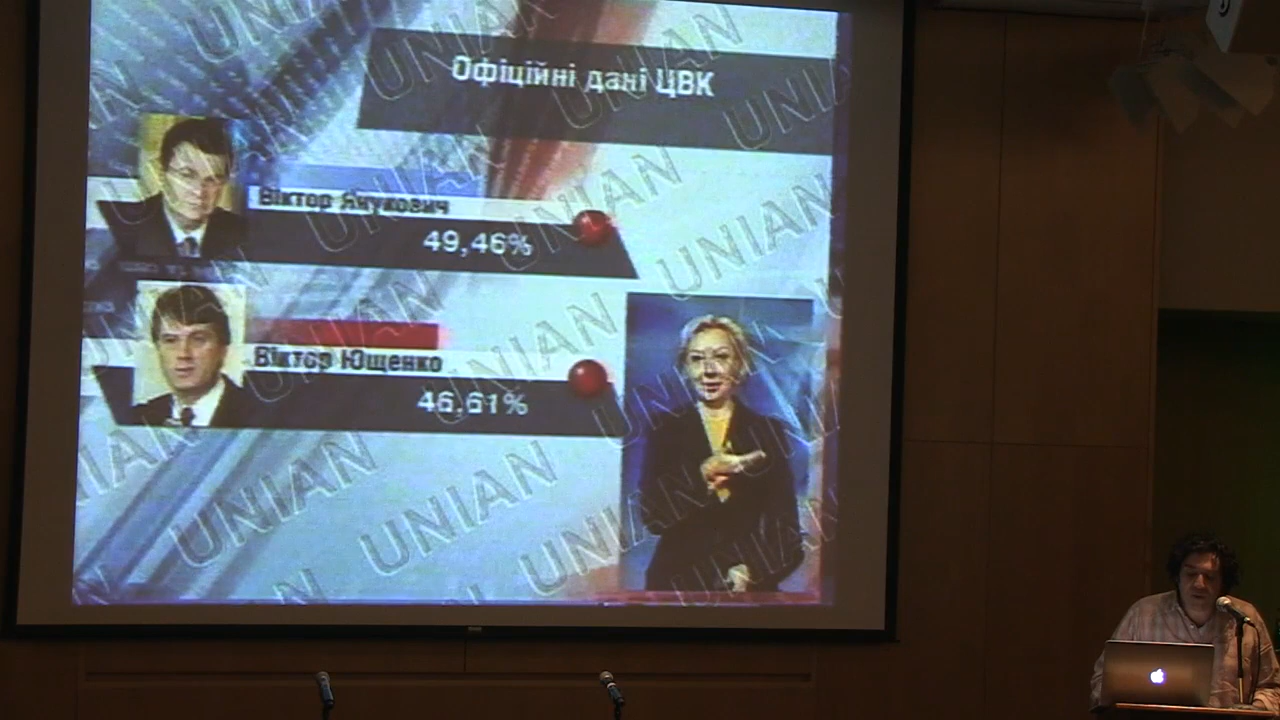 Офіційні дані ЦВК
Віктор Янукович
49,46%
Віктор Ющенко
46,61%
UNIAN